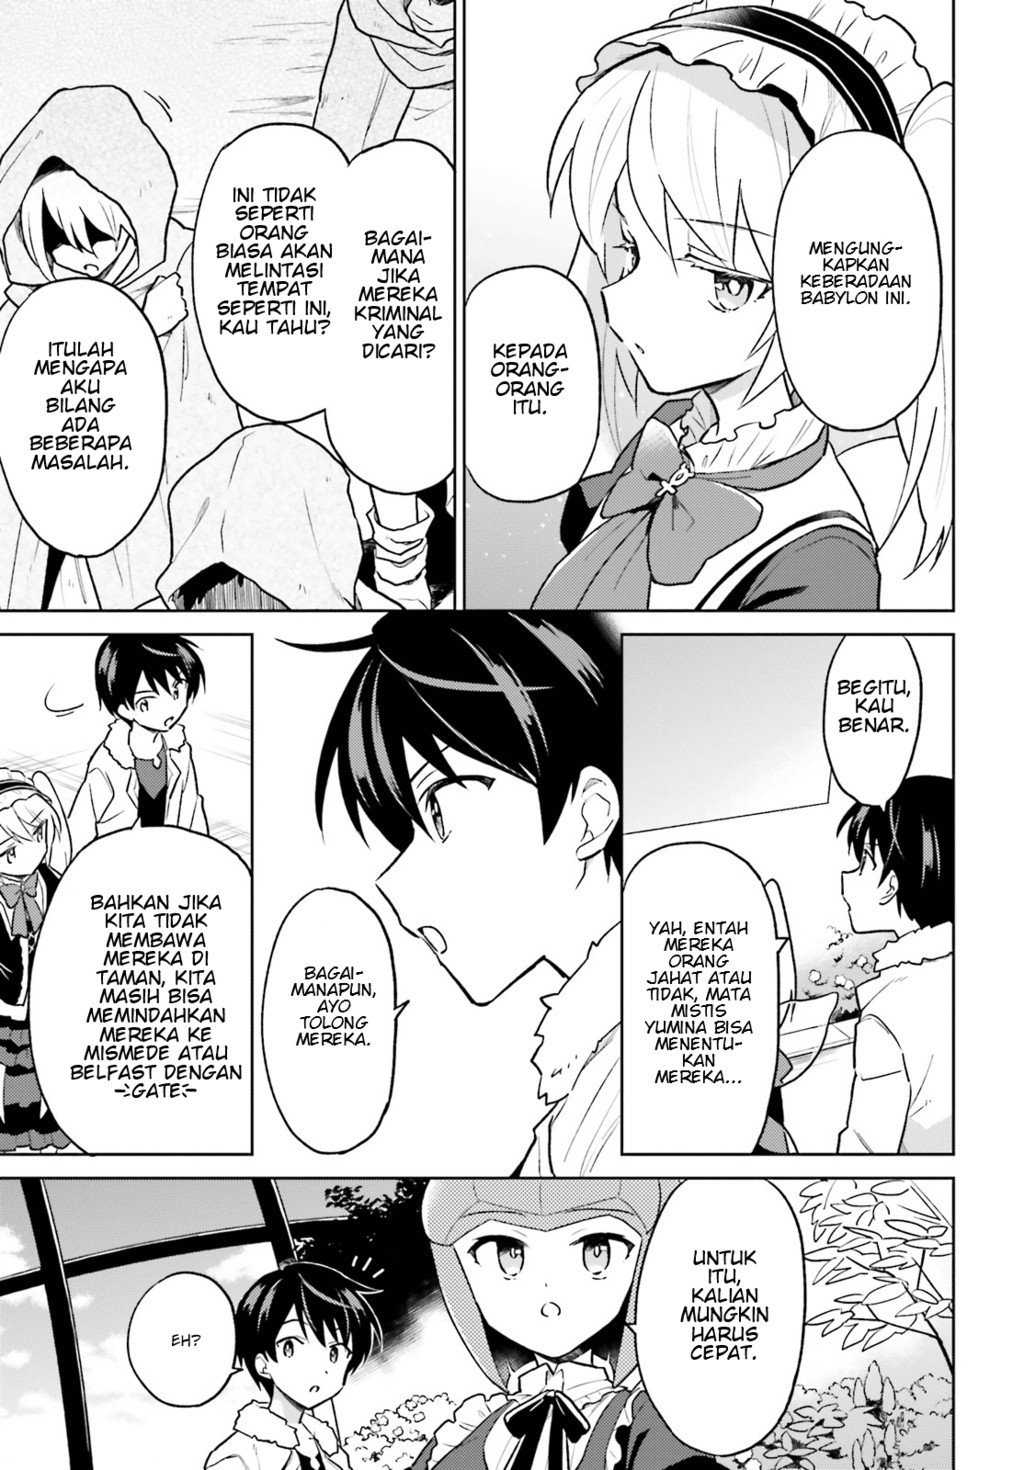 MENGUNG-
KAPKAN
KEBERADAAN
BABYLON INI.
KEPADA
ORANG-
ORANG
ITU.
BAGAI-
MANA
JIKA
MEREKA
KRIMINAL
YANG
DICARI?
INI TIDAK
SEPERTI
ORANG
BIASA AKAN
MELINTASI
TEMPAT
SEPERTI INI,
KAU TAHU?
ITULAH
MENGAPA
AKU
BILANG
ADA
BEBERAPA
MASALAH.
BEGITU,
KAU
BENAR.
YAH, ENTAH
MEREKA
ORANG
JAHAT ATAU
TIDAK, MATA
MISTIS
YUMINA BISA
MENENTU-
KAN
MEREKA...
BAGAI-
MANAPUN,
AYO
TOLONG
MEREKA.
BAHKAN JIKA
KITA TIDAK
MEMBAWA
MEREKA DI
TAMAN, KITA
MASIH BISA
MEMINDAHKAN
MEREKA KE
MISMEDE ATAU
BELFAST DENGAN
GATE
UNTUK
ITU,
KALIAN
MUNGKIN
HARUS
CEPAT.
EH?